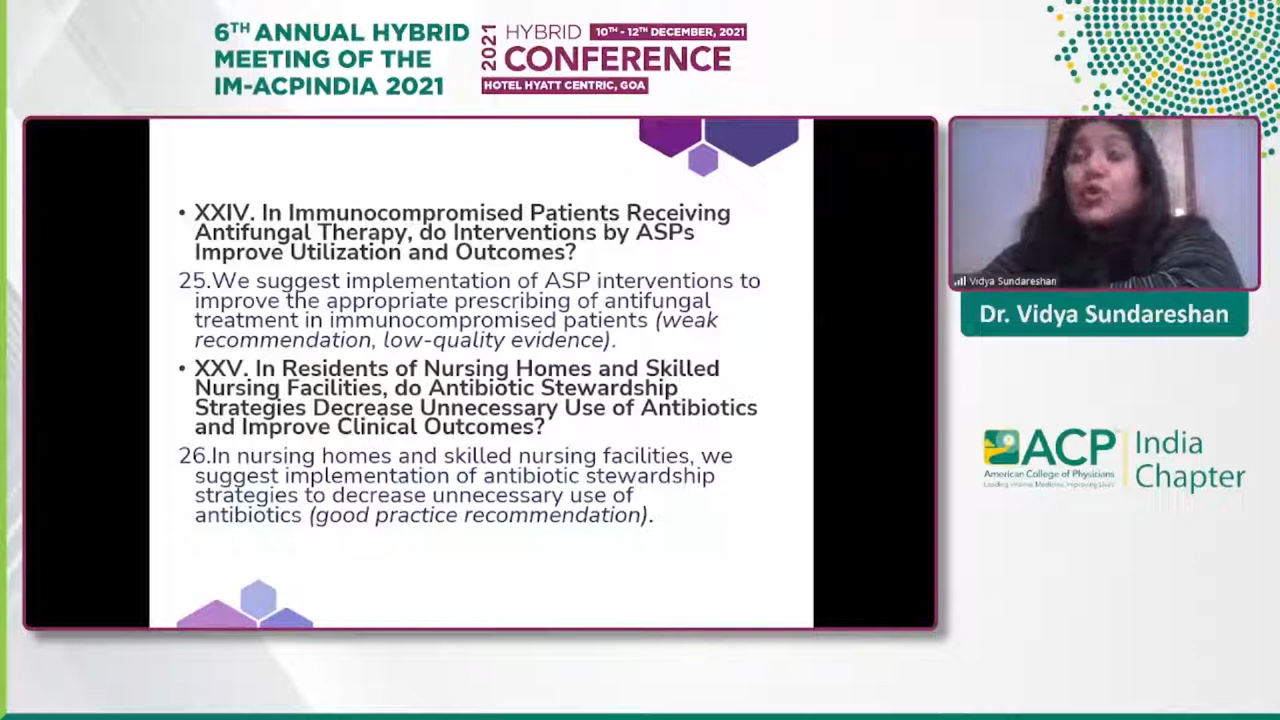 6TH ANNUAL HYBRID
MEETING OF THE
IM-ACPINDIA 2021
2021
HYBRID
10TH - 12TH DECEMBER, 2021
CONFERENCE
HOTEL HYATT CENTRIC, GOA
• XXIV. In Immunocompromised Patients Receiving
Antifungal Therapy, do Interventions by ASPs
Improve Utilization and Outcomes?
25.We suggest implementation of ASP interventions to
improve the appropriate prescribing of antifungal
treatment in immunocompromised patients (weak
recommendation, low-quality evidence).
• XXV. In Residents of Nursing Homes and Skilled
Nursing Facilities, do Antibiotic Stewardship
Strategies Decrease Unnecessary Use of Antibiotics
and Improve Clinical Outcomes?
26.In nursing homes and skilled nursing facilities, we
suggest implementation of antibiotic stewardship
strategies to decrease unnecessary use of
antibiotics (good practice recommendation).
Vidya Sundareshan
Dr. Vidya Sundareshan
ACP
American College of Physicians
Leading Internal Medicine, Improving Lives
India
Chapter